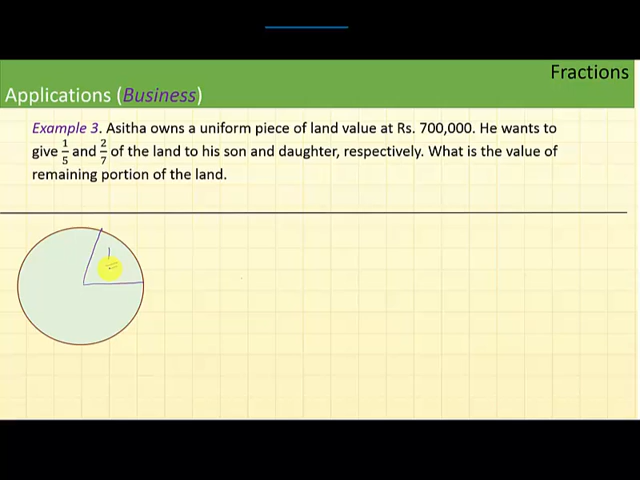 Fractions
Applications (Business)
Example 3. Asitha owns a uniform piece of land value at Rs. 700,000. He wants to
give 1/5 and 2/7 of the land to his son and daughter, respectively. What is the value of
remaining portion of the land.
1